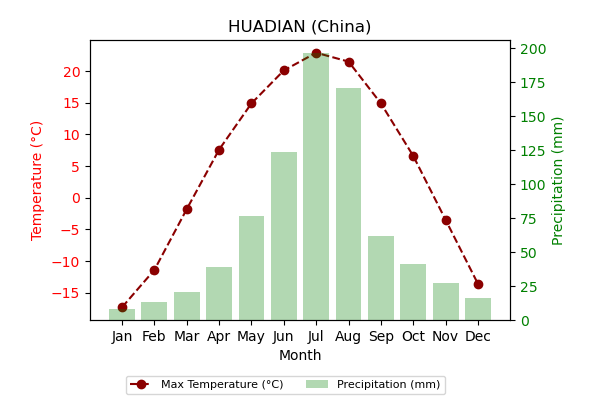 HUADIAN (China)
Temperature (°C)
20
15
10
5
0
−5
−10
−15
200
175
150
125
100
75
50
25
0
Precipitation (mm)
Jan Feb Mar Apr May Jun Jul Aug Sep Oct Nov Dec
Month
Max Temperature (°C) Precipitation (mm)